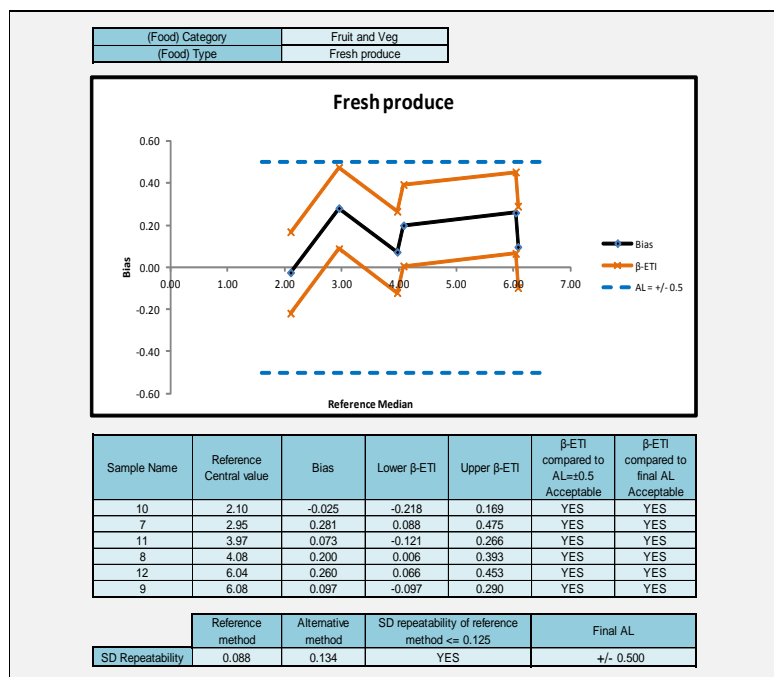 (Food) Category Fruit and Veg
(Food) Type Fresh produce
Fresh produce
0.60
0.40
0.20
0.00
-0.20
-0.40
-0.60
0.00 1.00 2.00 3.00 4.00 5.00 6.00 7.00
Bias
Reference Median
Bias
β-ETI
AL = +/- 0.5
Sample Name Reference Central value Bias Lower β-ETI Upper β-ETI β-ETI compared to AL=±0.5 Acceptable β-ETI compared to final AL Acceptable
10 2.10 -0.025 -0.218 0.169 YES YES
7 2.95 0.281 0.088 0.475 YES YES
11 3.97 0.073 -0.121 0.266 YES YES
8 4.08 0.200 0.006 0.393 YES YES
12 6.04 0.260 0.066 0.453 YES YES
9 6.08 0.097 -0.097 0.290 YES YES
Reference method Alternative method SD repeatability of reference method <= 0.125 Final AL
SD Repeatability 0.088 0.134 YES +/- 0.500